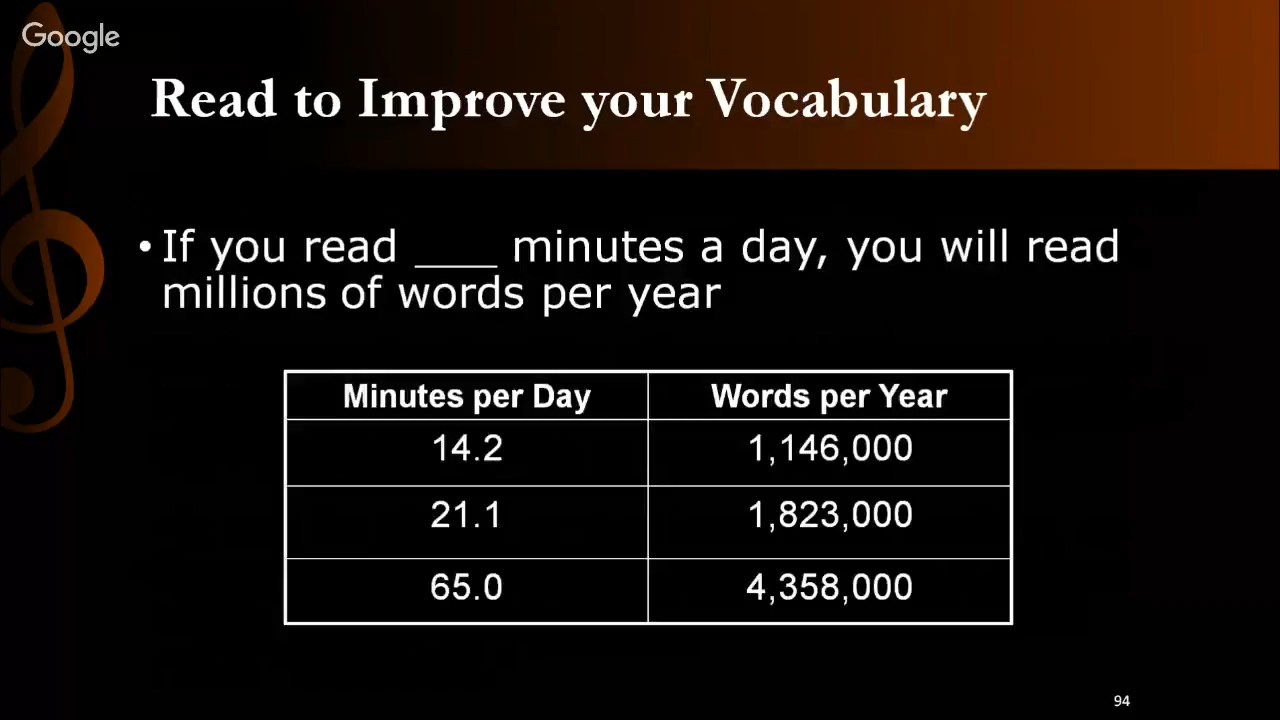 Google
Read to Improve your Vocabulary
• If you read ____ minutes a day, you will read
millions of words per year
Minutes per Day Words per Year
14.2 1,146,000
21.1 1,823,000
65.0 4,358,000
94